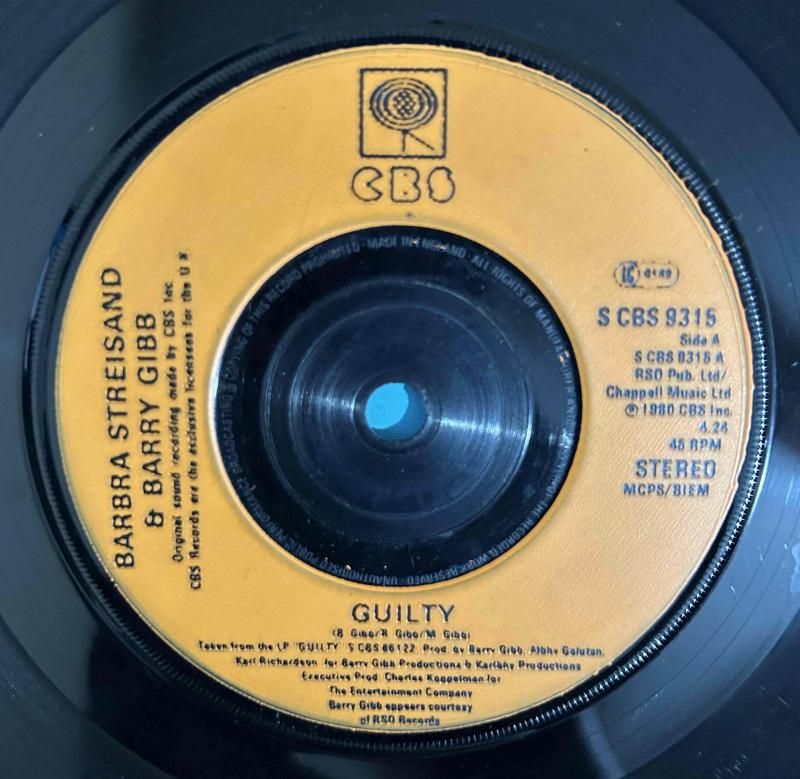 CBS
BARBRA STREISAND
& BARRY GIBB
Original sound recording made by CBS Inc.
CBS Records are the exclusive licensees for the U K
LC 0149
S CBS 9315
Side A
S CBS 9315 A
RSO Pub. Ltd/
Chappell Music Ltd
℗ 1980 CBS Inc.
4.24
45 RPM
STEREO
MCPS/BIEM
GUILTY
(B Gibb/R Gibb/M Gibb)
Taken from the LP "GUILTY" S CBS 86122 Prod. by Barry Gibb, Albhy Galuten,
Karl Richardson for Barry Gibb Productions & Karlbhy Productions
Executive Prod. Charles Koppelman for
The Entertainment Company
Barry Gibb appears courtesy
of RSO Records
MADE IN ENGLAND · ALL RIGHTS OF MANUFACTURER AND OF THE RECORDED WORK RESERVED · UNAUTHORISED PUBLIC PERFORMANCE BROADCASTING & COPYING OF THIS RECORD PROHIBITED ·